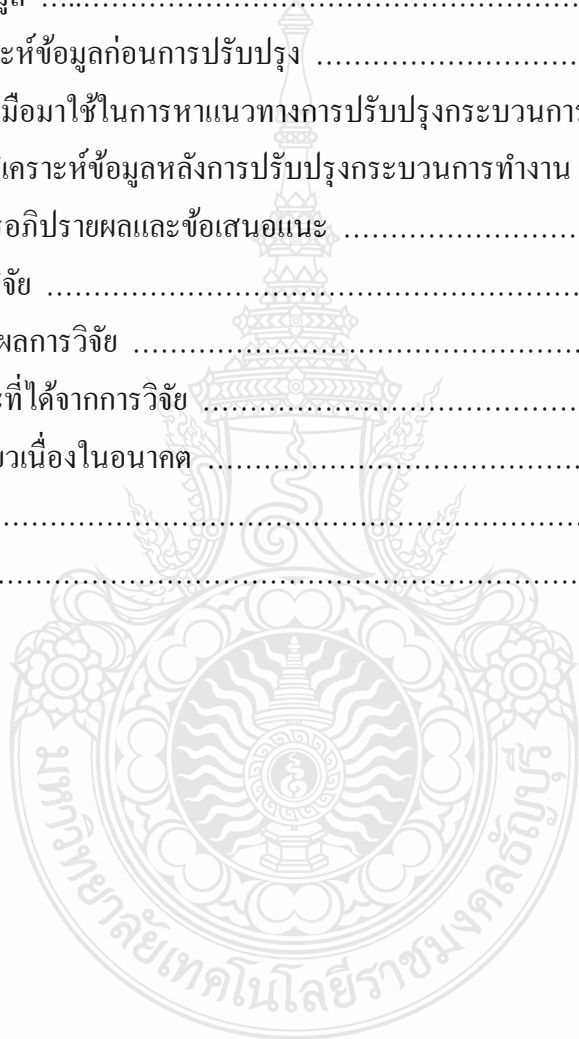 มูล ........................................................
ะห์ข้อมูลก่อนการปรับปรุง ..............................
มือมาใช้ในการหาแนวทางการปรับปรุงกระบวนการ
เคราะห์ข้อมูลหลังการปรับปรุงกระบวนการทำงาน
รอภิปรายผลและข้อเสนอแนะ ..........................
จัย ........................................................
ผลการวิจัย ................................................
ะที่ได้จากการวิจัย ........................................
ยวเนื่องในอนาคต ........................................
............................................................
............................................................
มหาวิทยาลัยเทคโนโลยีราชมงคลธัญบุรี